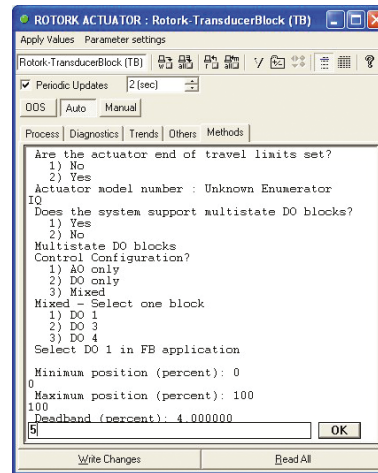 ROTORK ACTUATOR : Rotork-TransducerBlock (TB)
Apply Values Parameter settings
Rotork-TransducerBlock (TB)
Periodic Updates 2 (sec)
OOS Auto Manual
Process Diagnostics Trends Others Methods
Are the actuator end of travel limits set?
1) No
2) Yes
Actuator model number : Unknown Enumerator
IQ
Does the system support multistate DO blocks?
1) Yes
2) No
Multistate DO blocks
Control Configuration?
1) AO only
2) DO only
3) Mixed
Mixed - Select one block
1) DO 1
2) DO 3
3) DO 4
Select DO 1 in FB application
Minimum position (percent): 0
0
Maximum position (percent): 100
100
Deadband (percent): 4.000000
5 OK
Write Changes Read All